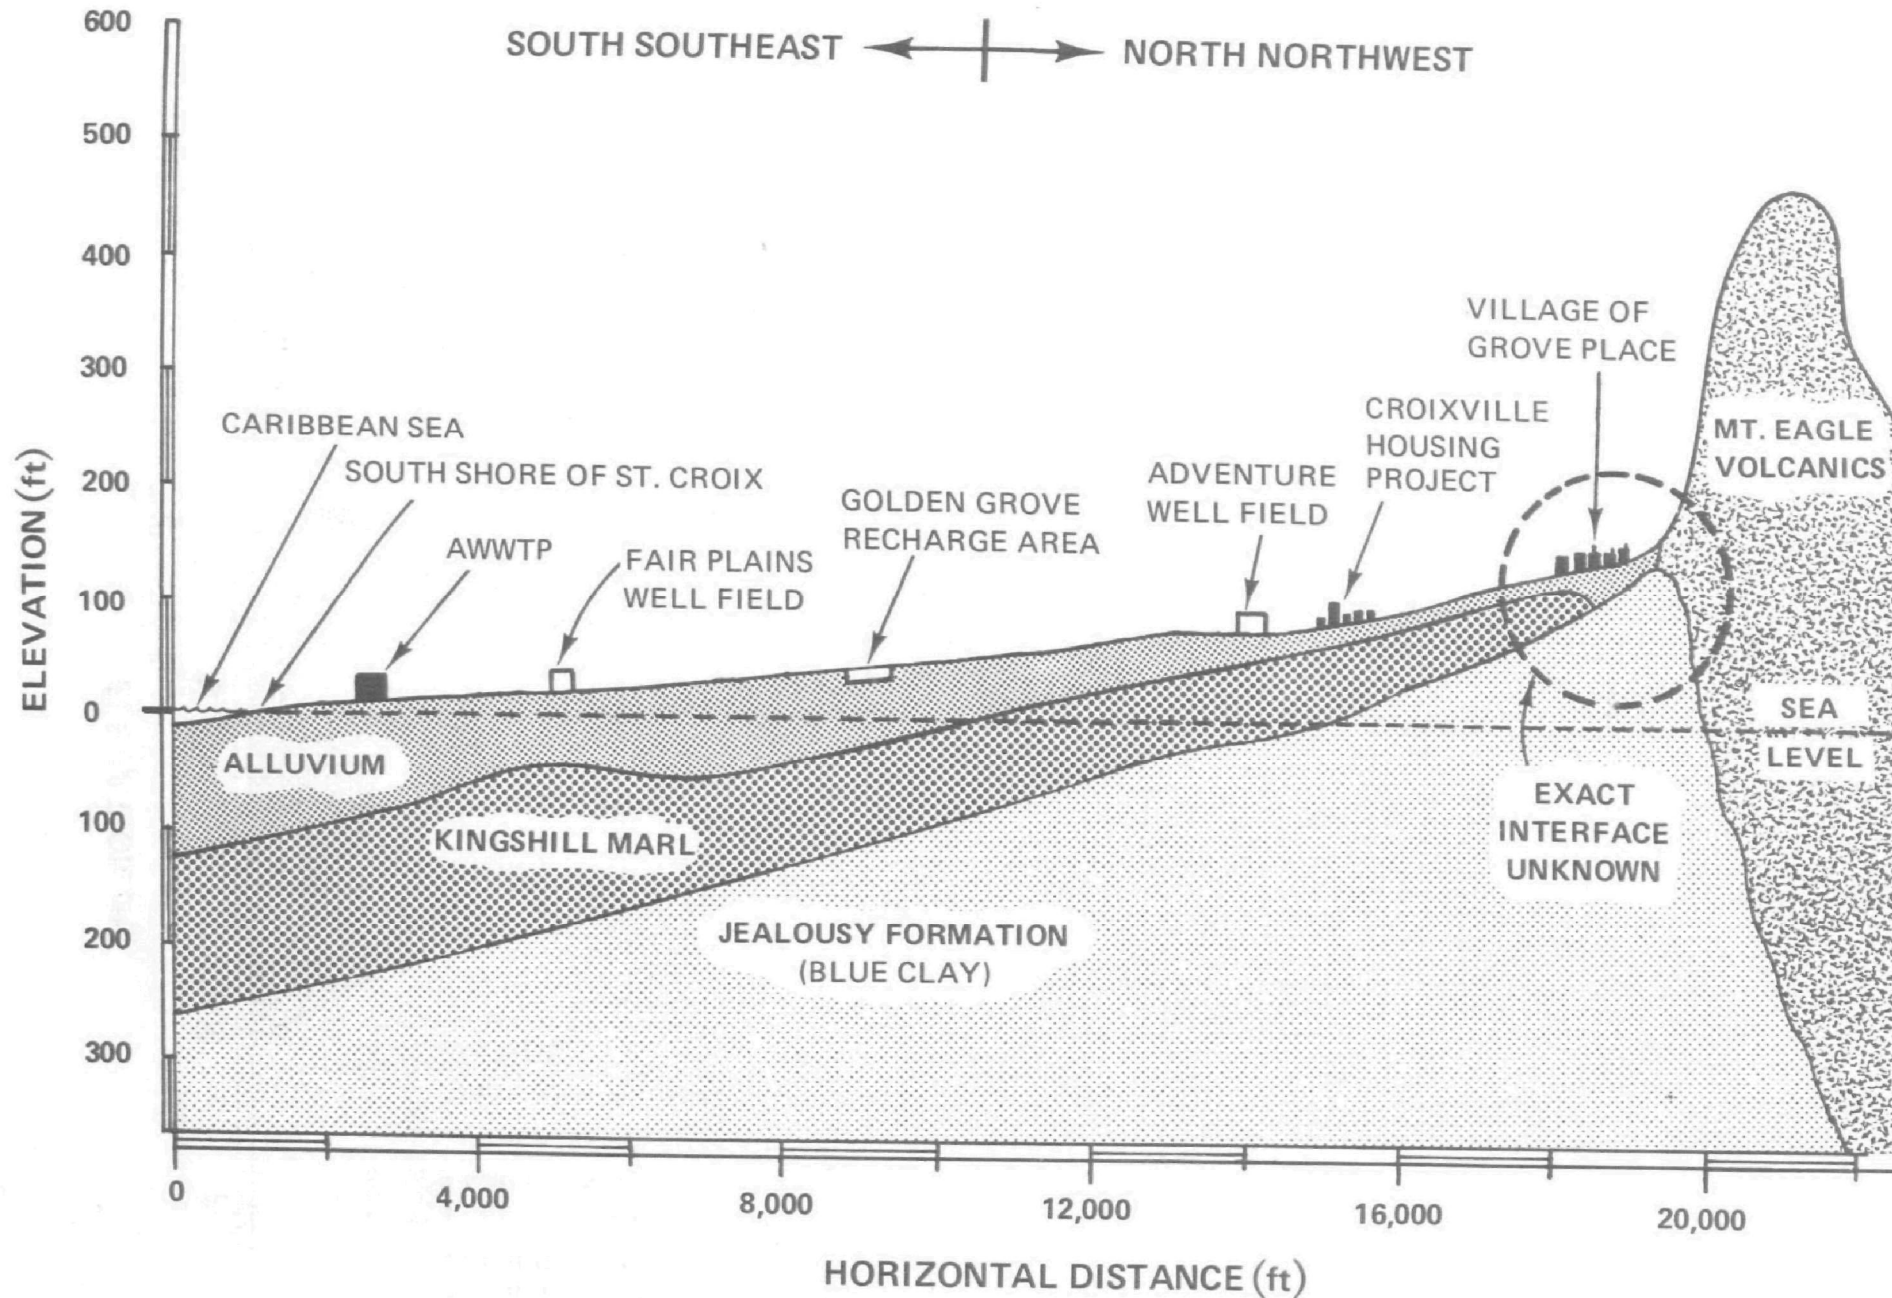 600
SOUTH SOUTHEAST
NORTH NORTHWEST
500
400
300
200
100
0
100
200
300
ELEVATION (ft)
CARIBBEAN SEA
SOUTH SHORE OF ST. CROIX
AWWTP
FAIR PLAINS
WELL FIELD
GOLDEN GROVE
RECHARGE AREA
ADVENTURE
WELL FIELD
CROIXVILLE
HOUSING
PROJECT
VILLAGE OF
GROVE PLACE
MT. EAGLE
VOLCANICS
SEA
LEVEL
ALLUVIUM
KINGSHILL MARL
JEALOUSY FORMATION
(BLUE CLAY)
EXACT
INTERFACE
UNKNOWN
0
4,000
8,000
12,000
16,000
20,000
HORIZONTAL DISTANCE (ft)